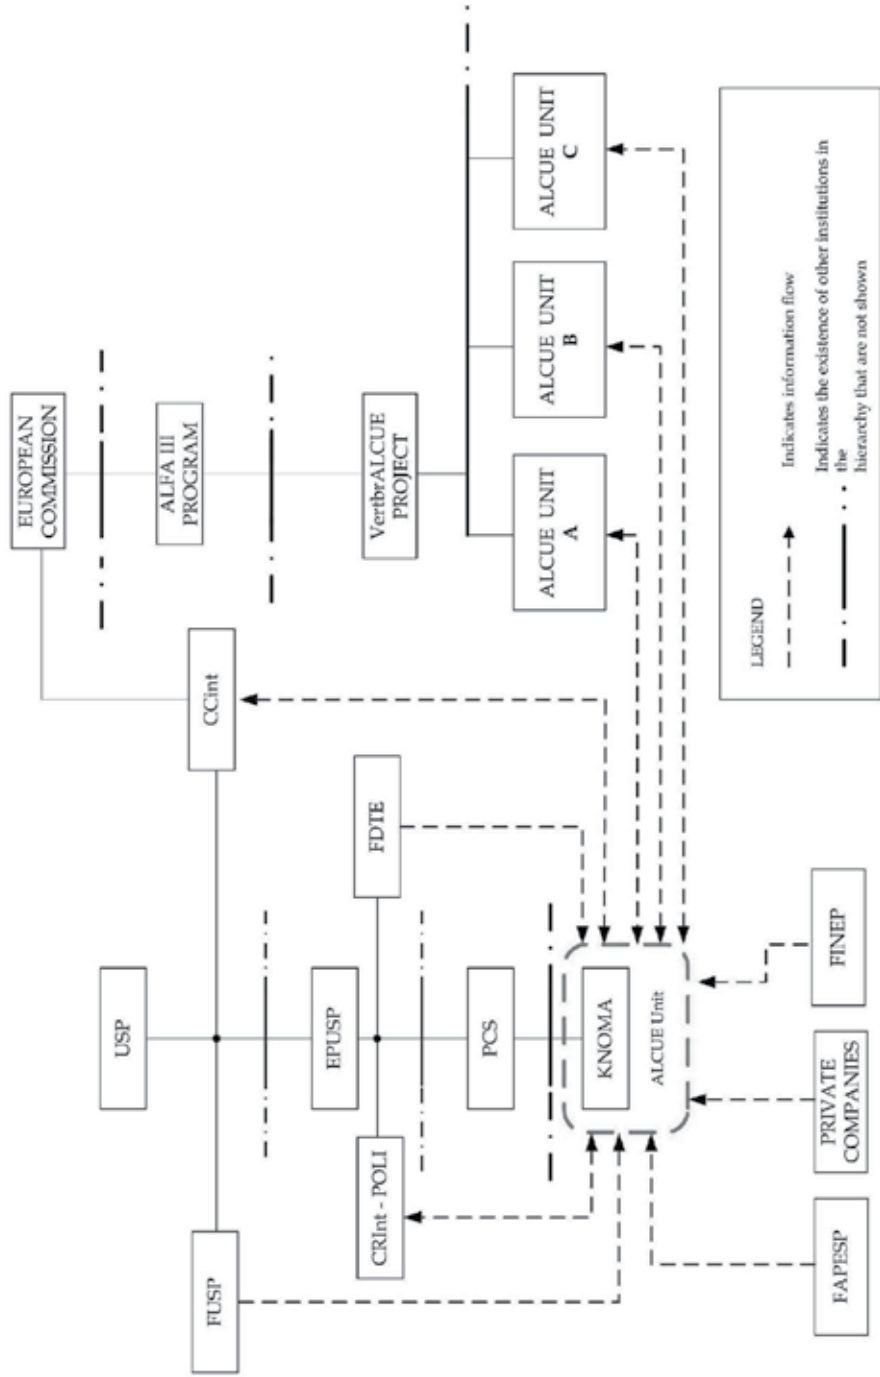 EUROPEAN
COMMISSION
ALFA III
PROGRAM
USP
FUSP
CCint
EPUSP
CRInt - POLI
FDTE
VertbrALCUE
PROJECT
PCS
KNOMA
ALCUE Unit
ALCUE UNIT
A
ALCUE UNIT
B
ALCUE UNIT
C
FAPESP
PRIVATE
COMPANIES
FINEP
LEGEND
Indicates information flow
Indicates the existence of other institutions in
the
hierarchy that are not shown